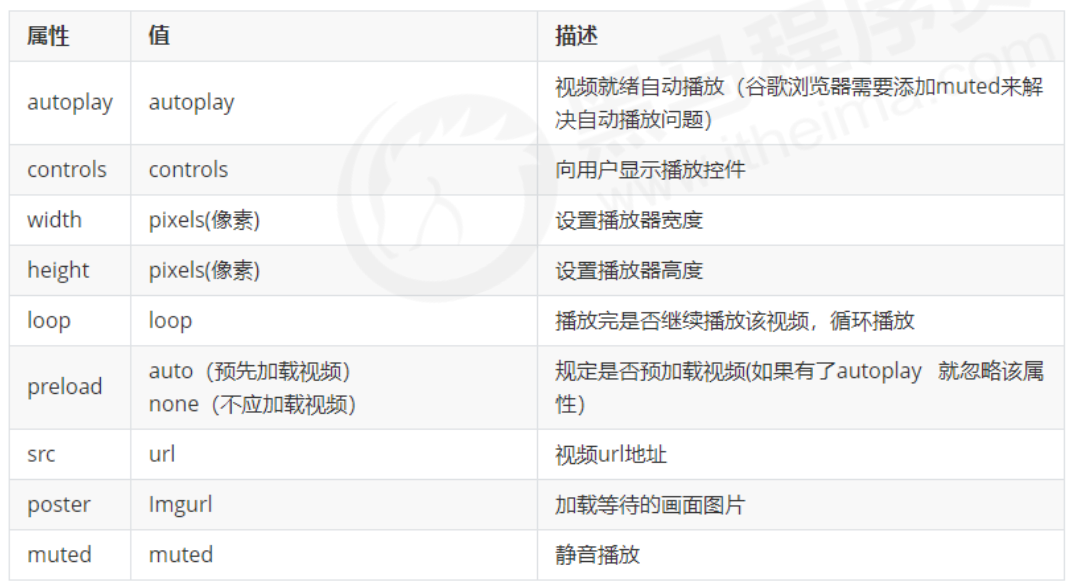 属性 值 描述
autoplay autoplay 视频就绪自动播放（谷歌浏览器需要添加muted来解
决自动播放问题）
controls controls 向用户显示播放控件
width pixels(像素) 设置播放器宽度
height pixels(像素) 设置播放器高度
loop loop 播放完是否继续播放该视频，循环播放
preload auto（预先加载视频） 规定是否预加载视频(如果有了autoplay 就忽略该属
none（不应加载视频） 性)
src url 视频url地址
poster Imgurl 加载等待的画面图片
muted muted 静音播放
黑马程序员
www.itheima.com